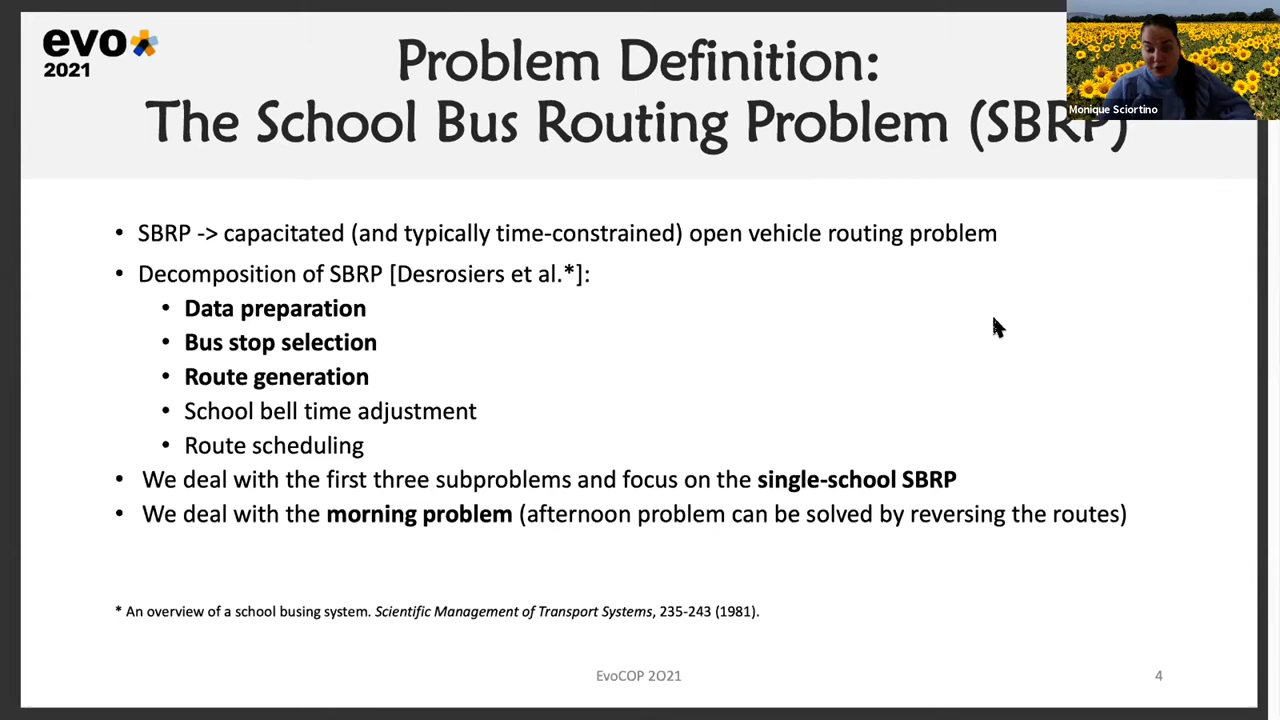 evo*
2021
Problem Definition:
The School Bus Routing Problem (SBRP)
Monique Sciortino
• SBRP -> capacitated (and typically time-constrained) open vehicle routing problem
• Decomposition of SBRP [Desrosiers et al.*]:
• Data preparation
• Bus stop selection
• Route generation
• School bell time adjustment
• Route scheduling
• We deal with the first three subproblems and focus on the single-school SBRP
• We deal with the morning problem (afternoon problem can be solved by reversing the routes)
* An overview of a school busing system. Scientific Management of Transport Systems, 235-243 (1981).
EvoCOP 2021
4